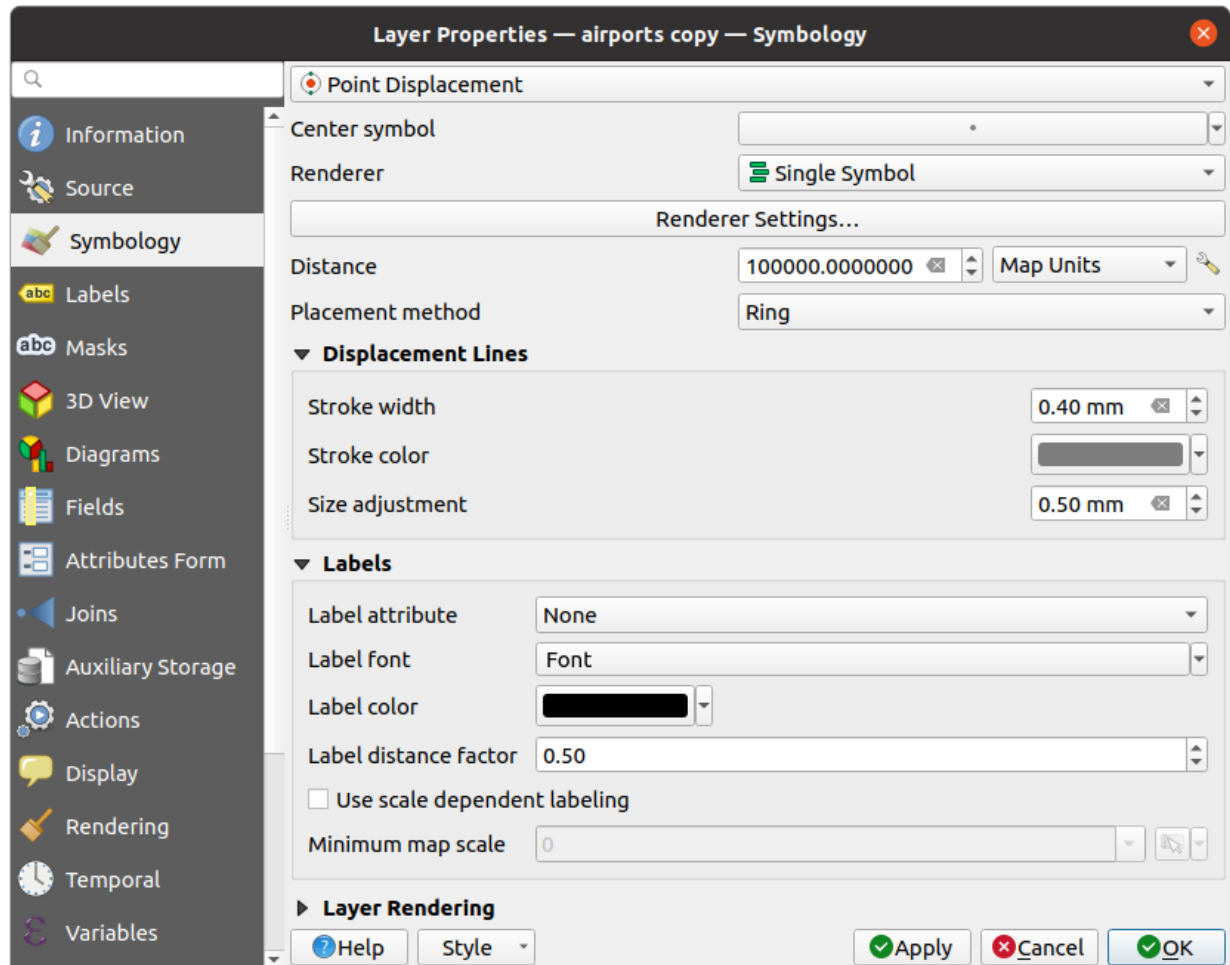 Layer Properties — airports copy — Symbology
Information
Source
Symbology
abc Labels
abc Masks
3D View
Diagrams
Fields
Attributes Form
Joins
Auxiliary Storage
Actions
Display
Rendering
Temporal
Variables
Point Displacement
Center symbol
Renderer Single Symbol
Renderer Settings...
Distance 100000.0000000 Map Units
Placement method Ring
Displacement Lines
Stroke width 0.40 mm
Stroke color
Size adjustment 0.50 mm
Labels
Label attribute None
Label font Font
Label color
Label distance factor 0.50
Use scale dependent labeling
Minimum map scale 0
Layer Rendering
Help Style Apply Cancel OK